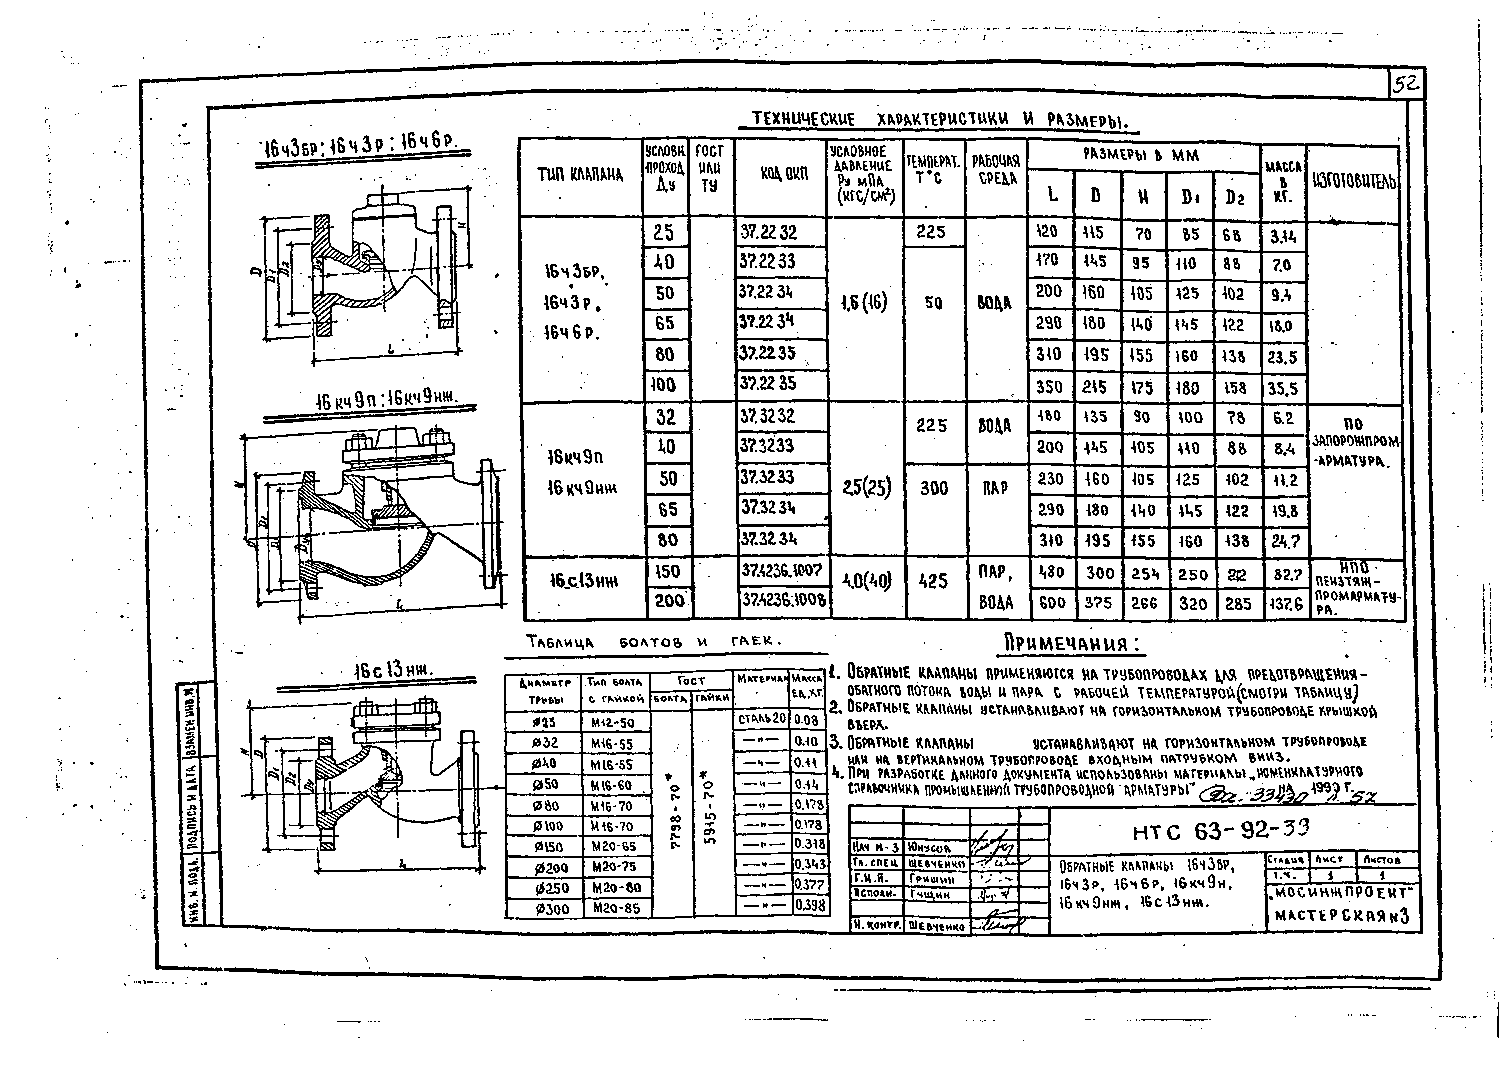 52
ТЕХНИЧЕСКИЕ ХАРАКТЕРИСТИКИ И РАЗМЕРЫ.
16ч3БР; 16ч3Р; 16ч6Р.
16кч9п; 16кч9нж.
16с13нж.
ТИП КЛАПАНА | УСЛОВН. ПРОХОД Ду | ГОСТ ИЛИ ТУ | КОД ОКП | УСЛОВНОЕ ДАВЛЕНИЕ Ру МПА (КГС/СМ²) | ТЕМПЕРАТ. Т°С | РАБОЧАЯ СРЕДА | РАЗМЕРЫ В ММ | МАССА В КГ. | ИЗГОТОВИТЕЛЬ
L | D | H | D1 | D2
16ч3БР, 16ч3Р, 16ч6Р. | 1,6(16) | ВОДА
25 | 37.22 32 | 225 | 120 | 115 | 70 | 85 | 68 | 3,14
40 | 37.22 33 | 50 | 170 | 145 | 95 | 110 | 88 | 7,0
50 | 37.22 34 | 200 | 160 | 105 | 125 | 102 | 9,4
65 | 37.22 34 | 290 | 180 | 140 | 145 | 122 | 18,0
80 | 37.22 35 | 310 | 195 | 155 | 160 | 138 | 23,5
100 | 37.22 35 | 350 | 215 | 175 | 180 | 158 | 35,5
16кч9п 16кч9нж | 2,5(25) | ПО ЗАПОРОЖПРОМ-АРМАТУРА.
32 | 37.32 32 | 225 | ВОДА | 180 | 135 | 90 | 100 | 78 | 6.2
40 | 37.32 33 | 200 | 145 | 105 | 110 | 88 | 8,4
50 | 37.32 33 | 300 | ПАР | 230 | 160 | 105 | 125 | 102 | 11,2
65 | 37.32 34 | 290 | 180 | 140 | 145 | 122 | 19,8
80 | 37.32 34 | 310 | 195 | 155 | 160 | 138 | 24,7
16с13нж | 4,0(40) | 425 | ПАР, ВОДА | НПО ПЕНЗТЯЖ-ПРОМАРМАТУ-РА.
150 | 37.4236.1007 | 480 | 300 | 254 | 250 | 82.7
200 | 37.4236.1008 | 600 | 375 | 266 | 320 | 285 | 137,6
ТАБЛИЦА БОЛТОВ И ГАЕК.
ДИАМЕТР ТРУБЫ | ТИП БОЛТА С ГАЙКОЙ | ГОСТ БОЛТА | ГАЙКИ | МАТЕРИАЛ | МАССА ЕД., КГ.
7798-70* | 5915-70*
Ø25 | М12-50 | СТАЛЬ20 | 0.08
Ø32 | М16-55 | —"— | 0.10
Ø40 | М16-55 | —"— | 0.11
Ø50 | М16-60 | —"— | 0.14
Ø80 | М16-70 | —"— | 0.178
Ø100 | М16-70 | —"— | 0.178
Ø150 | М20-65 | —"— | 0.318
Ø200 | М20-75 | —"— | 0.343
Ø250 | М20-80 | —"— | 0.377
Ø300 | М20-85 | —"— | 0.398
ПРИМЕЧАНИЯ:
1. ОБРАТНЫЕ КЛАПАНЫ ПРИМЕНЯЮТСЯ НА ТРУБОПРОВОДАХ ДЛЯ ПРЕДОТВРАЩЕНИЯ-
ОБРАТНОГО ПОТОКА ВОДЫ И ПАРА С РАБОЧЕЙ ТЕМПЕРАТУРОЙ(СМОТРИ ТАБЛИЦУ)
2. ОБРАТНЫЕ КЛАПАНЫ УСТАНАВЛИВАЮТ НА ГОРИЗОНТАЛЬНОМ ТРУБОПРОВОДЕ КРЫШКОЙ
ВВЕРХ.
3. ОБРАТНЫЕ КЛАПАНЫ УСТАНАВЛИВАЮТ НА ГОРИЗОНТАЛЬНОМ ТРУБОПРОВОДЕ
ИЛИ НА ВЕРТИКАЛЬНОМ ТРУБОПРОВОДЕ ВХОДНЫМ ПАТРУБКОМ ВНИЗ.
4. ПРИ РАЗРАБОТКЕ ДАННОГО ДОКУМЕНТА ИСПОЛЬЗОВАНЫ МАТЕРИАЛЫ „НОМЕНКЛАТУРНОГО
СПРАВОЧНИКА ПРОМЫШЛЕННОЙ ТРУБОПРОВОДНОЙ АРМАТУРЫ" НА 1992 Г.
33430 л 52
НТС 63-92-39
НАЧ М-3 ЮНУСОВ
ГЛ. СПЕЦ ШЕВЧЕНКО
Г.И.П. ГРИШИН
ИСПОЛН.
Н. КОНТР. ШЕВЧЕНКО
ОБРАТНЫЕ КЛАПАНЫ 16ч3БР,
16ч3Р, 16ч6Р, 16кч9п,
16кч9нж, 16с13нж.
СТАДИЯ | ЛИСТ | ЛИСТОВ
Т.Ч. | 1 | 1
„МОСИНЖПРОЕКТ"
МАСТЕРСКАЯ №3
ИНВ. № ПОДЛ. | ПОДПИСЬ И ДАТА | ВЗАМЕН ИНВ.№